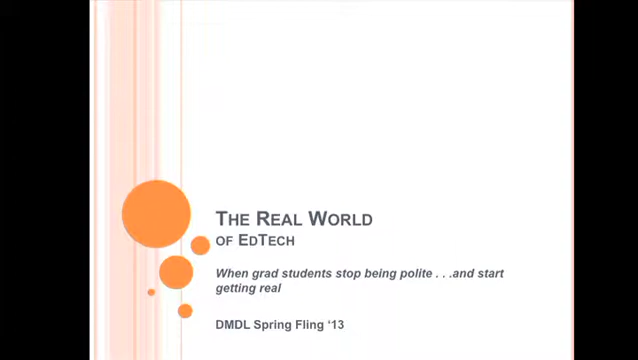 THE REAL WORLD
OF EDTECH
When grad students stop being polite . . .and start
getting real
DMDL Spring Fling ‘13